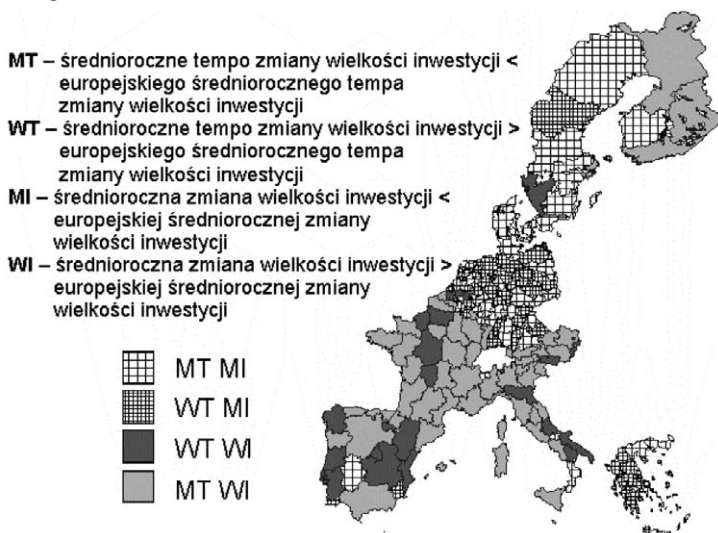 MT – średnioroczne tempo zmiany wielkości inwestycji <
europejskiego średniorocznego tempa
zmiany wielkości inwestycji
WT – średnioroczne tempo zmiany wielkości inwestycji >
europejskiego średniorocznego tempa
zmiany wielkości inwestycji
MI – średnioroczna zmiana wielkości inwestycji <
europejskiej średniorocznej zmiany
wielkości inwestycji
WI – średnioroczna zmiana wielkości inwestycji >
europejskiej średniorocznej zmiany
wielkości inwestycji
MT MI
WT MI
WT WI
MT WI